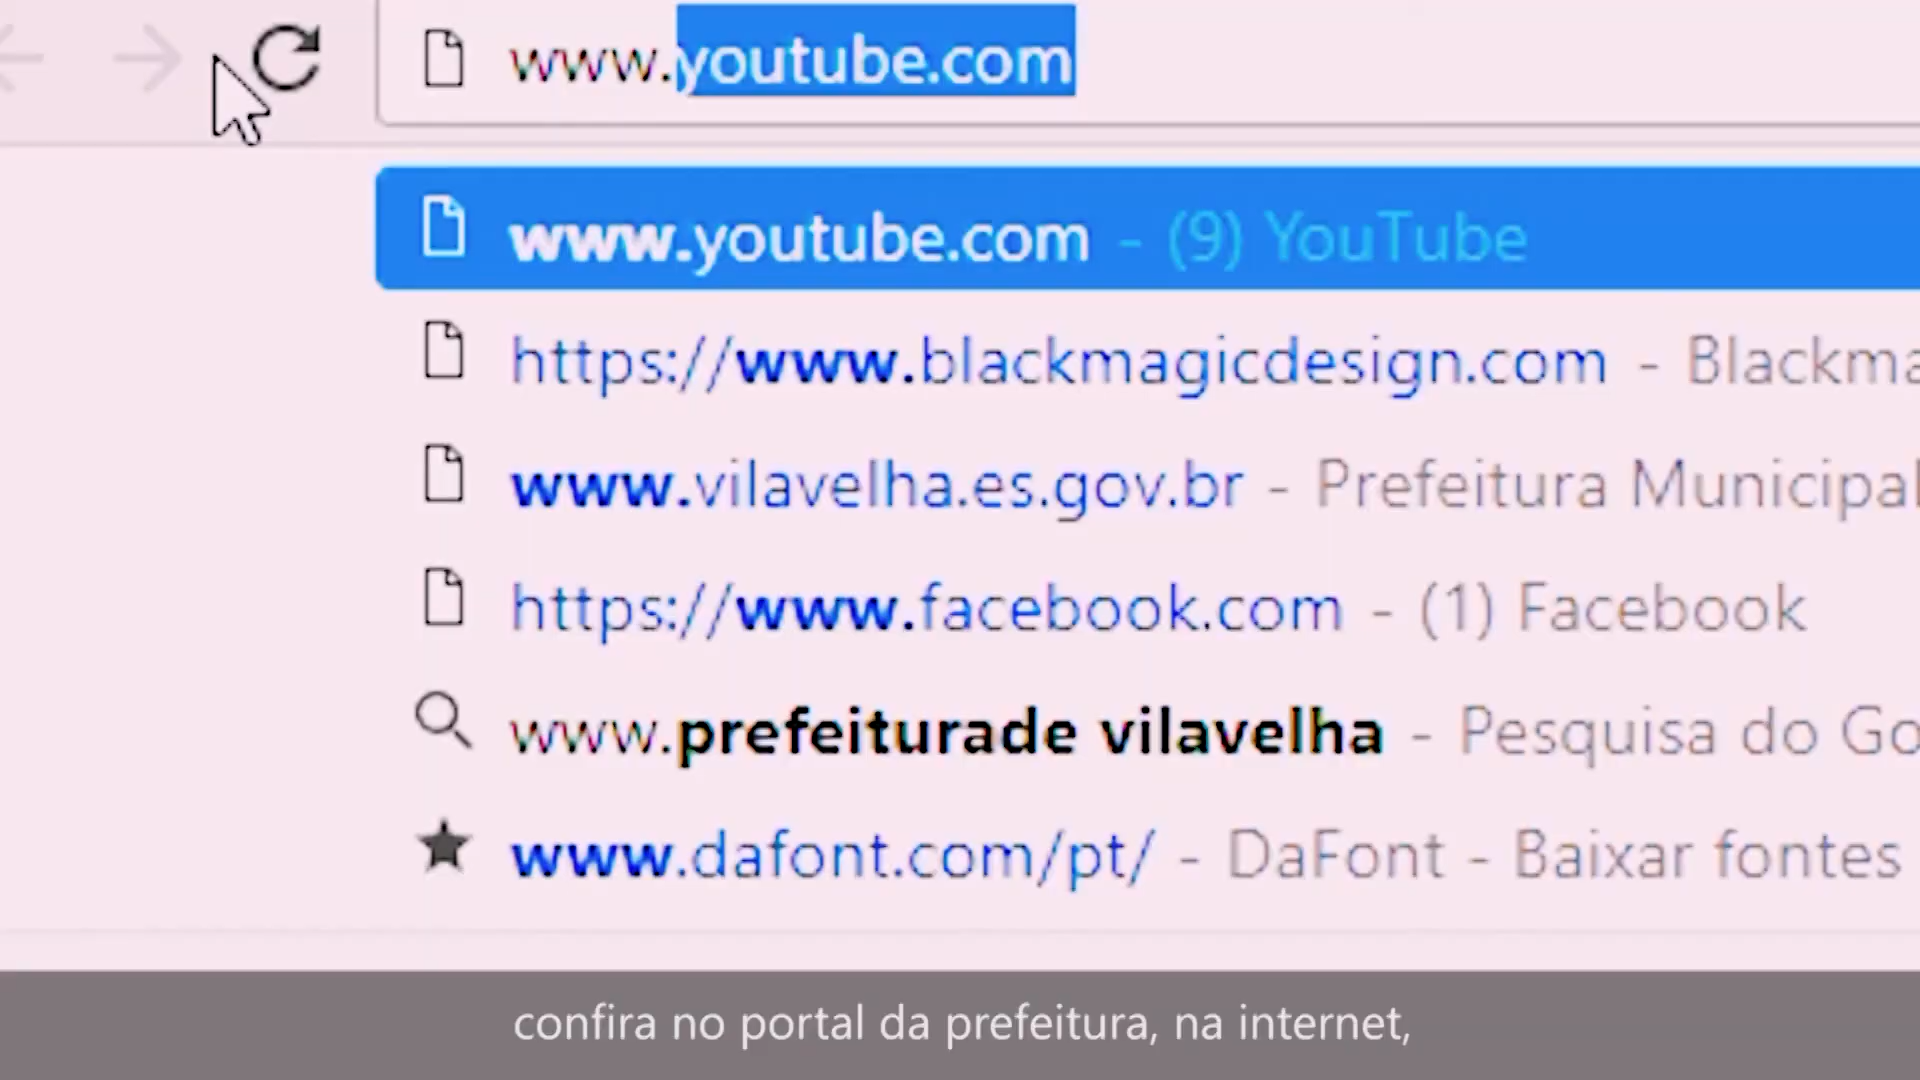 www.youtube.com
www.youtube.com - (9) YouTube
https://www.blackmagicdesign.com - Blackma
www.vilavelha.es.gov.br - Prefeitura Municipal
https://www.facebook.com - (1) Facebook
www.prefeiturade vilavelha - Pesquisa do Go
www.dafont.com/pt/ - DaFont - Baixar fontes
confira no portal da prefeitura, na internet,